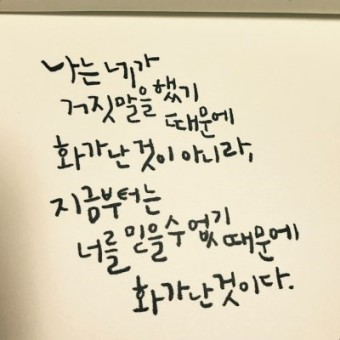 나는 네가
거짓말을 했기
때문에
화가난 것이 아니라,
지금부터는
너를 믿을수 없기
때문에
화가난것이다.